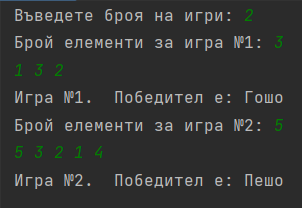 Въведете броя на игри: 2
Брой елементи за игра №1: 3
1 3 2
Игра №1.  Победител е: Гошо
Брой елементи за игра №2: 5
5 3 2 1 4
Игра №2.  Победител е: Пешо